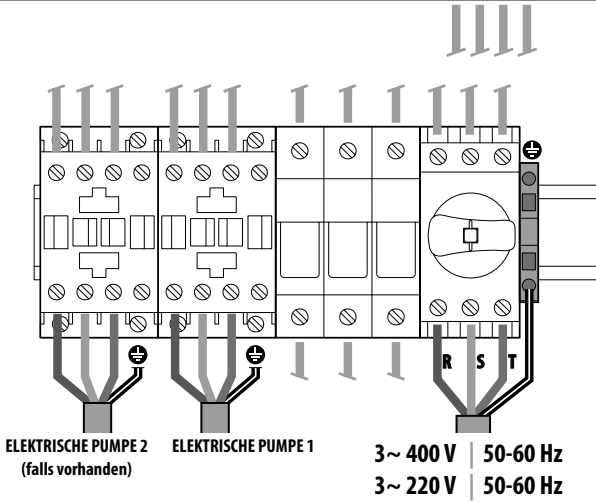 R S T
ELEKTRISCHE PUMPE 2
(falls vorhanden)
ELEKTRISCHE PUMPE 1
3~ 400 V | 50-60 Hz
3~ 220 V | 50-60 Hz